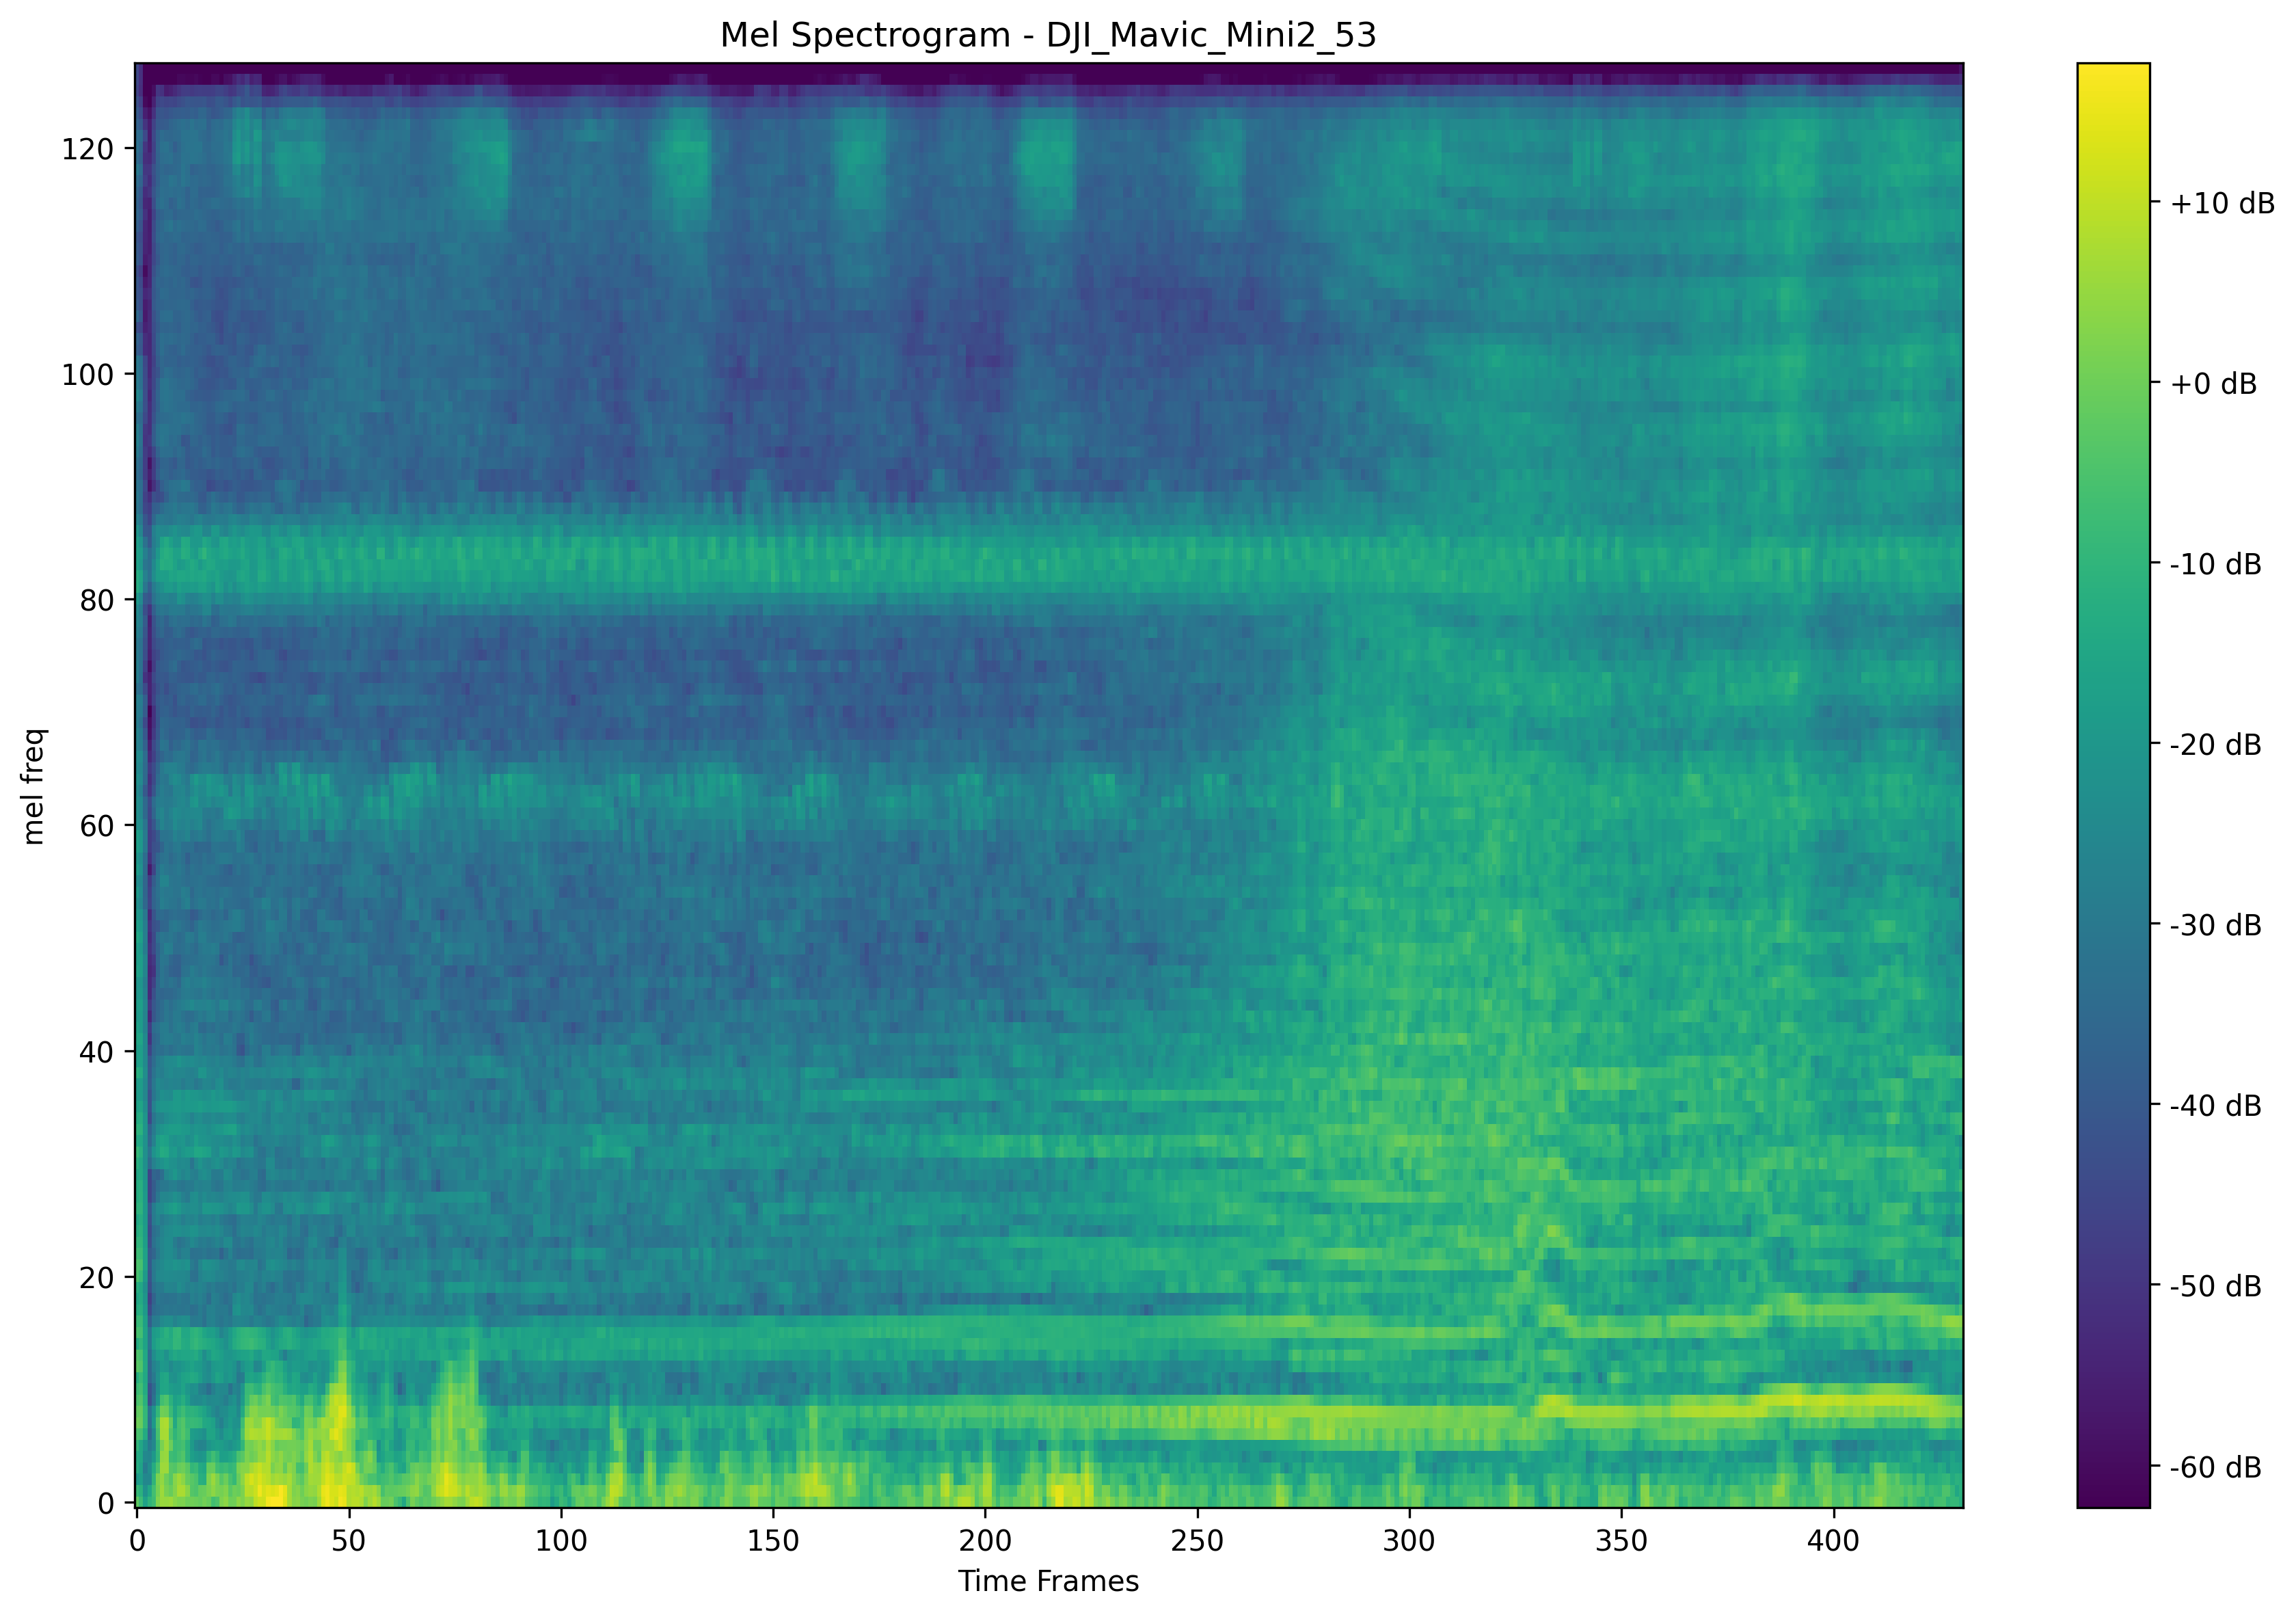 Mel Spectrogram - DJI_Mavic_Mini2_53
mel freq
120
100
80
60
40
20
0
0 50 100 150 200 250 300 350 400
Time Frames
+10 dB
+0 dB
-10 dB
-20 dB
-30 dB
-40 dB
-50 dB
-60 dB